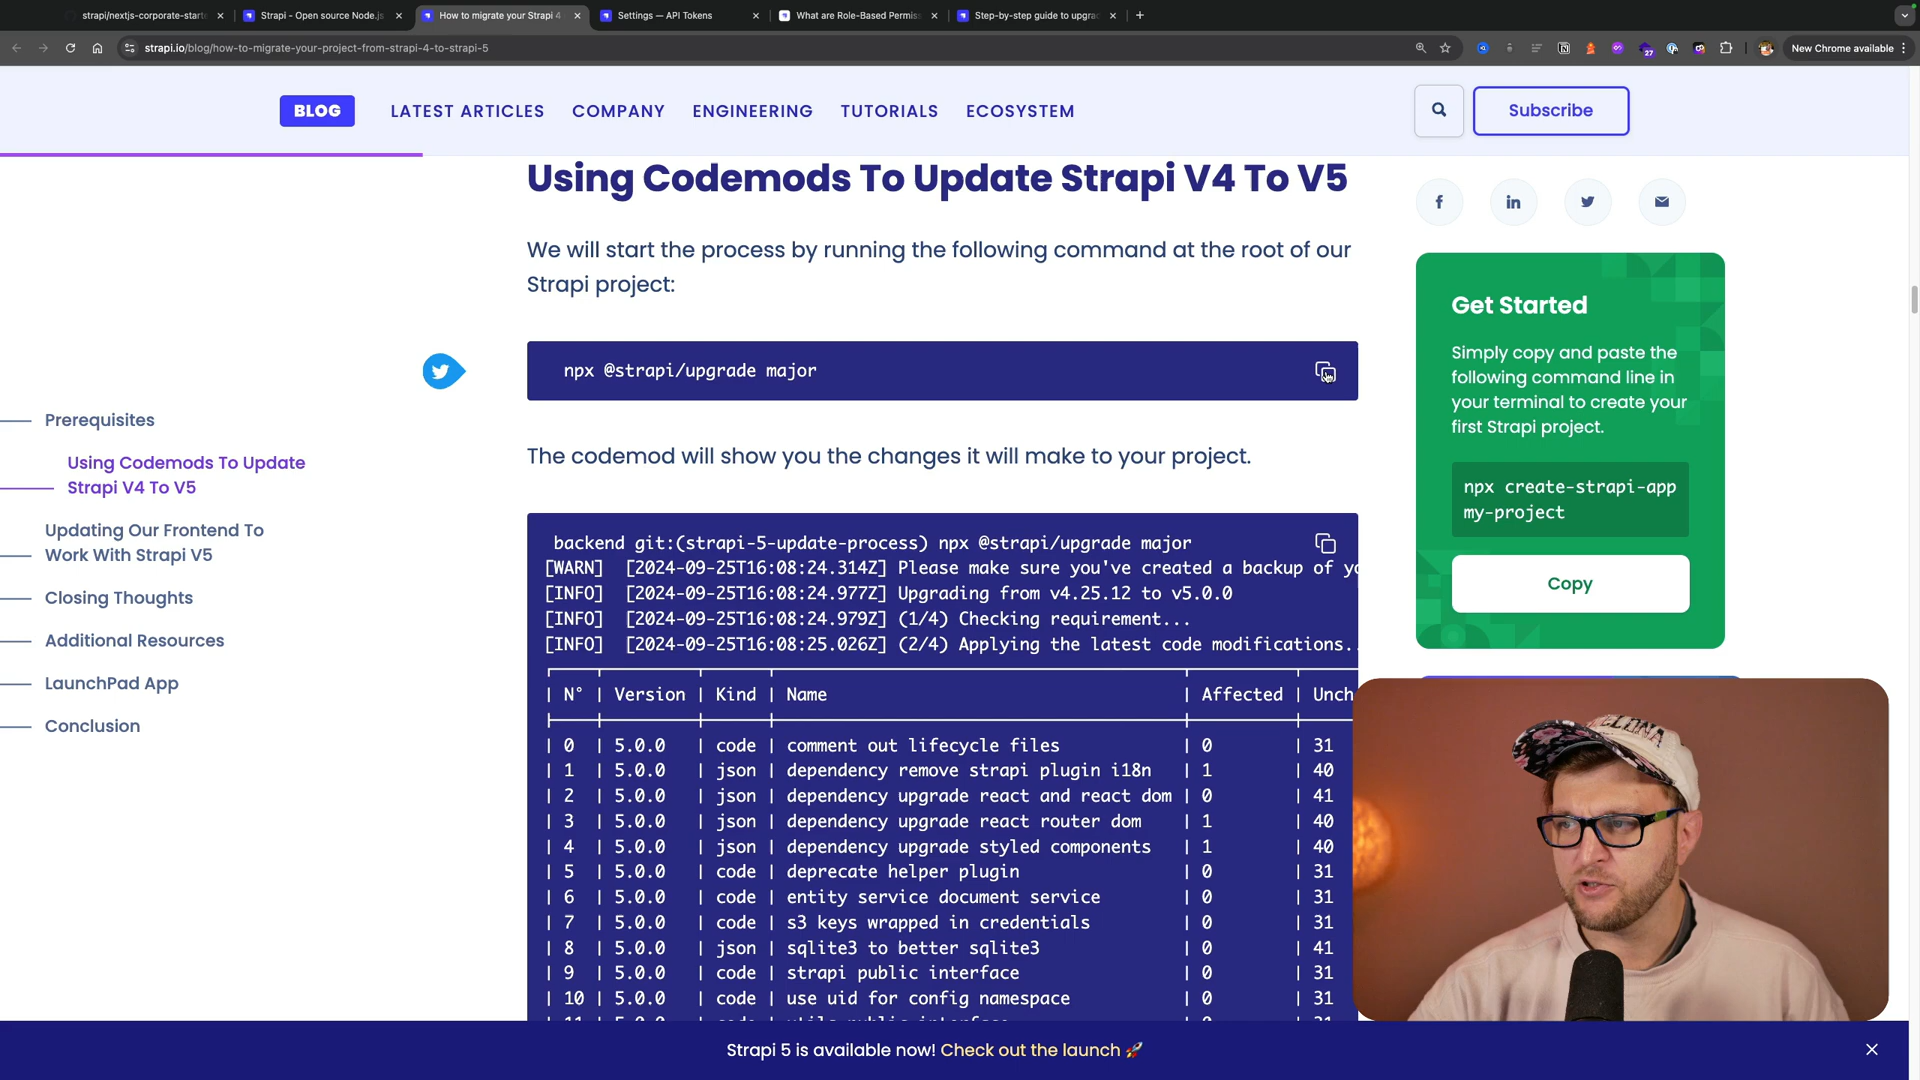 strapi/nextjs-corporate-starte
Strapi - Open source Node.js
How to migrate your Strapi 4
Settings — API Tokens
What are Role-Based Permiss
Step-by-step guide to upgra
strapi.io/blog/how-to-migrate-your-project-from-strapi-4-to-strapi-5
27
New Chrome available
BLOG
LATEST ARTICLES
COMPANY
ENGINEERING
TUTORIALS
ECOSYSTEM
Subscribe
Using Codemods To Update Strapi V4 To V5
We will start the process by running the following command at the root of our
Strapi project:
npx @strapi/upgrade major
The codemod will show you the changes it will make to your project.
backend git:(strapi-5-update-process) npx @strapi/upgrade major
[WARN] [2024-09-25T16:08:24.314Z] Please make sure you've created a backup of yo
[INFO] [2024-09-25T16:08:24.977Z] Upgrading from v4.25.12 to v5.0.0
[INFO] [2024-09-25T16:08:24.979Z] (1/4) Checking requirement...
[INFO] [2024-09-25T16:08:25.026Z] (2/4) Applying the latest code modifications..
| N° | Version | Kind | Name | Affected | Unch
| 0 | 5.0.0 | code | comment out lifecycle files | 0 | 31
| 1 | 5.0.0 | json | dependency remove strapi plugin i18n | 1 | 40
| 2 | 5.0.0 | json | dependency upgrade react and react dom | 0 | 41
| 3 | 5.0.0 | json | dependency upgrade react router dom | 1 | 40
| 4 | 5.0.0 | json | dependency upgrade styled components | 1 | 40
| 5 | 5.0.0 | code | deprecate helper plugin | 0 | 31
| 6 | 5.0.0 | code | entity service document service | 0 | 31
| 7 | 5.0.0 | code | s3 keys wrapped in credentials | 0 | 31
| 8 | 5.0.0 | json | sqlite3 to better sqlite3 | 0 | 41
| 9 | 5.0.0 | code | strapi public interface | 0 | 31
| 10 | 5.0.0 | code | use uid for config namespace | 0 | 31
Prerequisites
Using Codemods To Update
Strapi V4 To V5
Updating Our Frontend To
Work With Strapi V5
Closing Thoughts
Additional Resources
LaunchPad App
Conclusion
Get Started
Simply copy and paste the
following command line in
your terminal to create your
first Strapi project.
npx create-strapi-app
my-project
Copy
Strapi 5 is available now! Check out the launch 🚀